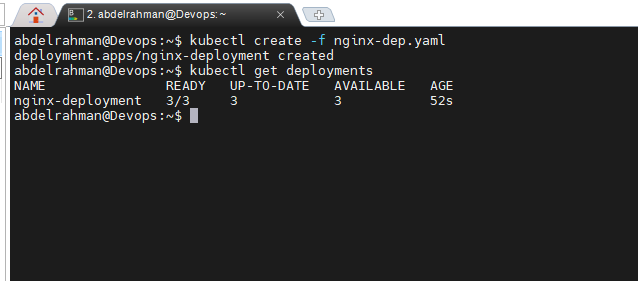 2. abdelrahman@Devops: ~
abdelrahman@Devops:~$ kubectl create -f nginx-dep.yaml
deployment.apps/nginx-deployment created
abdelrahman@Devops:~$ kubectl get deployments
NAME READY UP-TO-DATE AVAILABLE AGE
nginx-deployment 3/3 3 3 52s
abdelrahman@Devops:~$